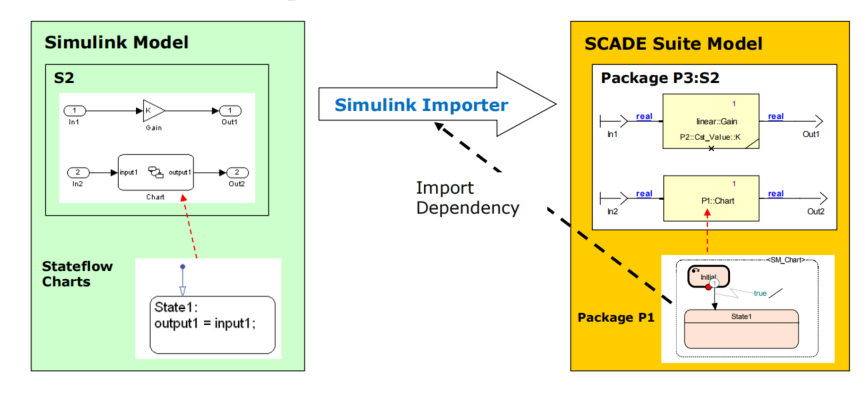 Simulink Model
S2
1
In1
K
Gain
1
Out1
2
In2
input1
output1
Chart
2
Out2
Stateflow
Charts
State1:
output1 = input1;
Simulink Importer
Import
Dependency
SCADE Suite Model
Package P3:S2
In1
real
1
linear::Gain
P2::Cst_Value::K
real
Out1
In2
real
1
P1::Chart
real
Out2
Package P1
<SM_Chart>
Initial
1
true
State1